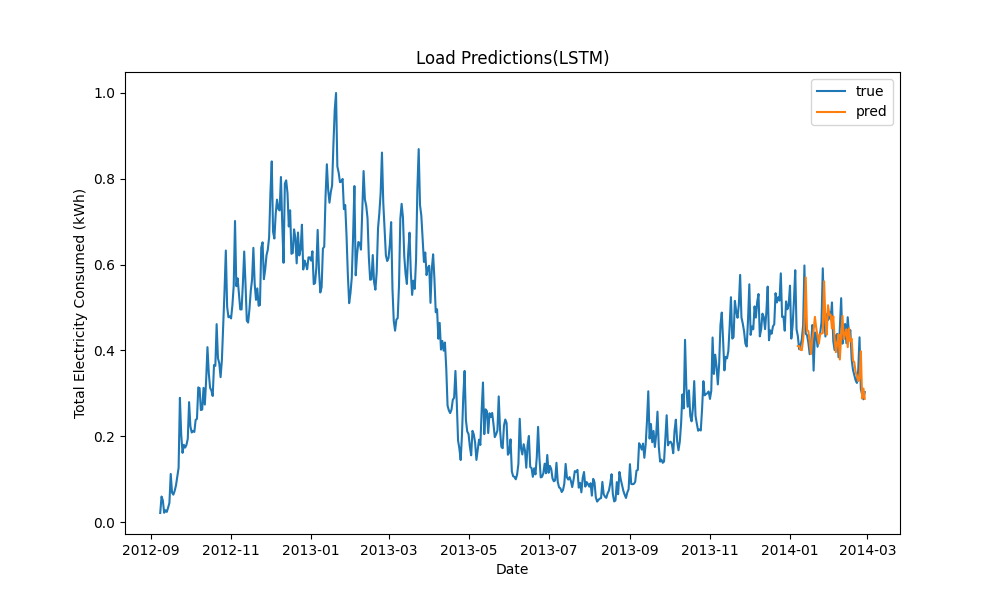 Load Predictions(LSTM)
true
pred
Total Electricity Consumed (kWh)
1.0
0.8
0.6
0.4
0.2
0.0
2012-09 2012-11 2013-01 2013-03 2013-05 2013-07 2013-09 2013-11 2014-01 2014-03
Date